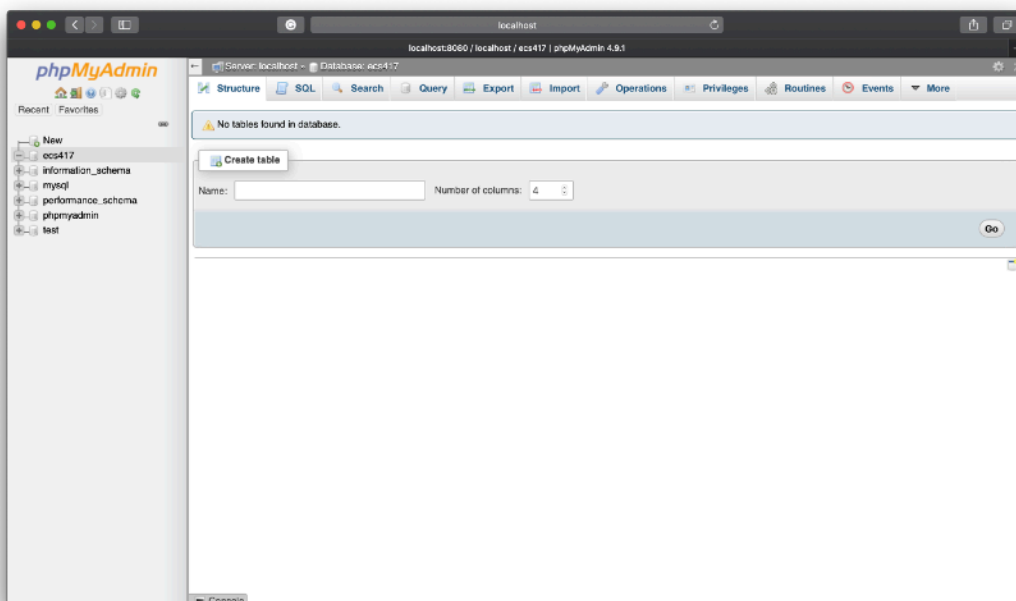 localhost
localhost:8080 / localhost / ecs417 | phpMyAdmin 4.9.1
phpMyAdmin
Recent Favorites
New
ecs417
information_schema
mysql
performance_schema
phpmyadmin
test
Server: localhost » Database: ecs417
Structure SQL Search Query Export Import Operations Privileges Routines Events More
No tables found in database.
Create table
Name: Number of columns: 4
Go
Console